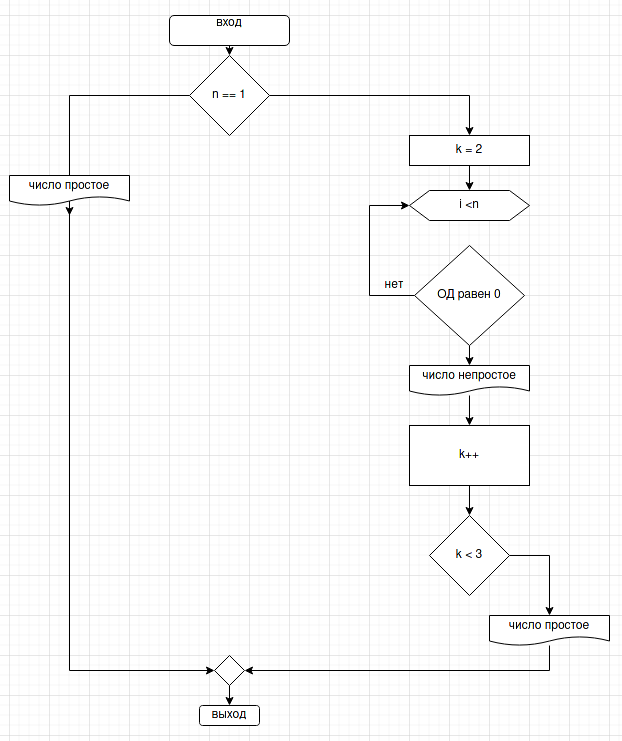 вход
n == 1
k = 2
число простое
i <n
нет
ОД равен 0
число непростое
k++
k < 3
число простое
выход